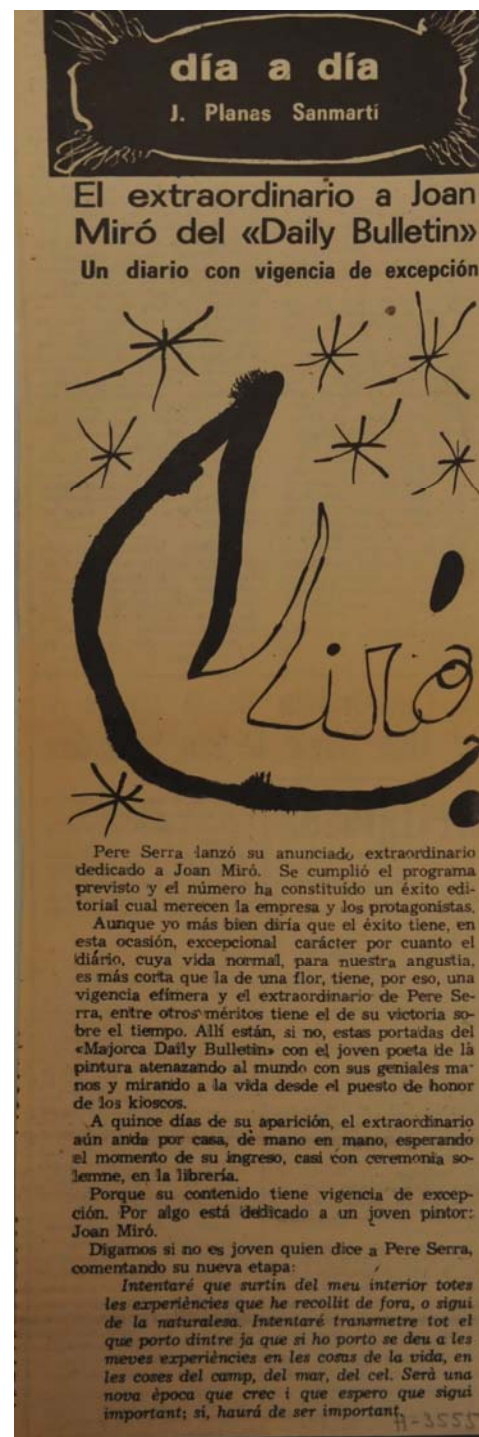 día a día
J. Planas Sanmartí
El extraordinario a Joan
Miró del «Daily Bulletin»
Un diario con vigencia de excepción
Miró
Pere Serra lanzó su anunciado extraordinario
dedicado a Joan Miró. Se cumplió el programa
previsto y el número ha constituído un éxito edi-
torial cual merecen la empresa y los protagonistas.
Aunque yo más bien diría que el éxito tiene, en
esta ocasión, excepcional carácter por cuanto el
diário, cuya vida normal, para nuestra angustia,
es más corta que la de una flor, tiene, por eso, una
vigencia efímera y el extraordinario de Pere Se-
rra, entre otros méritos tiene el de su victoria so-
bre el tiempo. Allí están, si no, estas portadas del
«Majorca Daily Bulletin» con el joven poeta de la
pintura atenazando al mundo con sus geniales ma-
nos y mirando a la vida desde el puesto de honor
de los kioscos.
A quince días de su aparición, el extraordinario
aún anda por casa, de mano en mano, esperando
el momento de su ingreso, casi con ceremonia so-
lemne, en la librería.
Porque su contenido tiene vigencia de excep-
ción. Por algo está dedicado a un joven pintor:
Joan Miró.
Digamos si no es joven quien dice a Pere Serra,
comentando su nueva etapa:
Intentaré que surtin del meu interior totes
les experiències que he recollit de fora, o sigui
de la naturalesa. Intentaré transmetre tot el
que porto dintre ja que si ho porto se deu a les
meves experiències en les cosas de la vida, en
les coses del camp, del mar, del cel. Serà una
nova època que crec i que espero que sigui
important; si, haurá de ser important.
A-3555